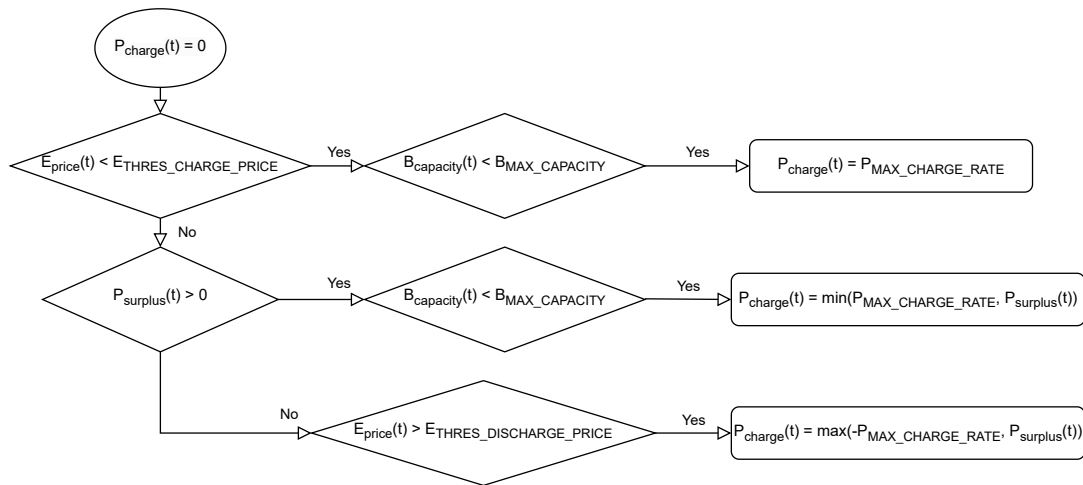 P_charge(t) = 0
E_price(t) < E_THRES_CHARGE_PRICE
Yes
B_capacity(t) < B_MAX_CAPACITY
Yes
P_charge(t) = P_MAX_CHARGE_RATE
No
P_surplus(t) > 0
Yes
B_capacity(t) < B_MAX_CAPACITY
Yes
P_charge(t) = min(P_MAX_CHARGE_RATE, P_surplus(t))
No
E_price(t) > E_THRES_DISCHARGE_PRICE
Yes
P_charge(t) = max(-P_MAX_CHARGE_RATE, P_surplus(t))